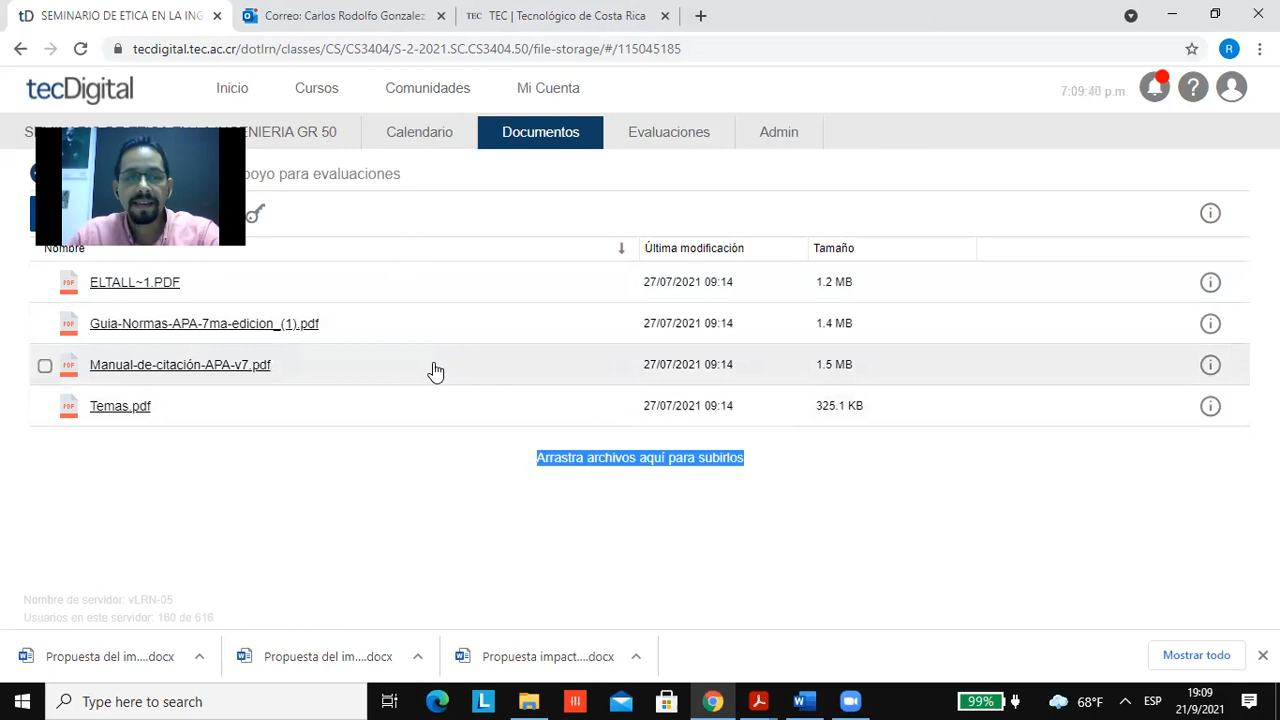 tD SEMINARIO DE ETICA EN LA ING
Correo: Carlos Rodolfo Gonzalez
TEC | Tecnológico de Costa Rica
tecdigital.tec.ac.cr/dotlrn/classes/CS/CS3404/S-2-2021.SC.CS3404.50/file-storage/#/115045185
R
tecDigital Inicio Cursos Comunidades Mi Cuenta 7:09:40 p.m. ?
INGENIERIA GR 50 Calendario Documentos Evaluaciones Admin
poyo para evaluaciones
Nombre Última modificación Tamaño
PDF ELTALL~1.PDF 27/07/2021 09:14 1.2 MB
PDF Guia-Normas-APA-7ma-edicion_(1).pdf 27/07/2021 09:14 1.4 MB
PDF Manual-de-citación-APA-v7.pdf 27/07/2021 09:14 1.5 MB
PDF Temas.pdf 27/07/2021 09:14 325.1 KB
Arrastra archivos aquí para subirlos
Nombre de servidor: vLRN-05
Usuarios en este servidor: 160 de 616
Propuesta del im....docx Propuesta del im....docx Propuesta impact....docx Mostrar todo
Type here to search L 99% 68°F ESP 19:09
21/9/2021